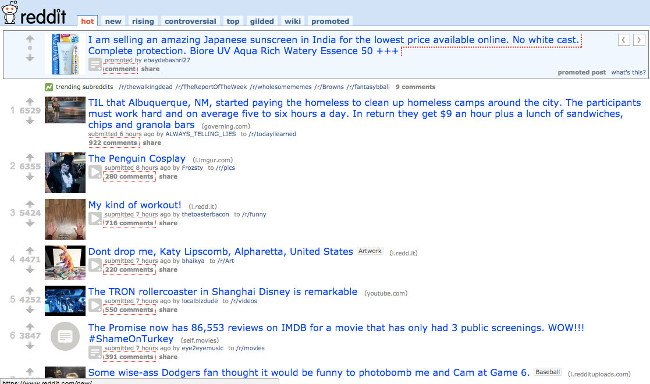 reddit hot new rising controversial top gilded wiki promoted
I am selling an amazing Japanese sunscreen in India for the lowest price available online. No white cast.
Complete protection. Biore UV Aqua Rich Watery Essence 50 +++
promoted by ebaydebashri27
comment share
promoted post what's this?
trending subreddits /r/thewalkingdead /r/TheReportOfTheWeek /r/wholesomememes /r/Browns /r/fantasybball 9 comments
1 6529 TIL that Albuquerque, NM, started paying the homeless to clean up homeless camps around the city. The participants
must work hard and on average five to six hours a day. In return they get $9 an hour plus a lunch of sandwiches,
chips and granola bars (governing.com)
submitted 6 hours ago by ALWAYS_TELLING_LIES to /r/todayilearned
922 comments share
2 6355 The Penguin Cosplay (i.imgur.com)
submitted 8 hours ago by Frozsty to /r/pics
280 comments share
3 5424 My kind of workout! (i.redd.it)
submitted 7 hours ago by thetoasterbacon to /r/funny
716 comments share
4 4471 Dont drop me, Katy Lipscomb, Alpharetta, United States Artwork (i.redd.it)
submitted 7 hours ago by bhaikya to /r/Art
220 comments share
5 4252 The TRON rollercoaster in Shanghai Disney is remarkable (youtube.com)
submitted 7 hours ago by localbizdude to /r/videos
550 comments share
6 3847 The Promise now has 86,553 reviews on IMDB for a movie that has only had 3 public screenings. WOW!!!
#ShameOnTurkey (self.movies)
submitted 7 hours ago by eye2eyemusic to /r/movies
391 comments share
Some wise-ass Dodgers fan thought it would be funny to photobomb me and Cam at Game 6. Baseball (i.reddituploads.com)
https://www.reddit.com/new/